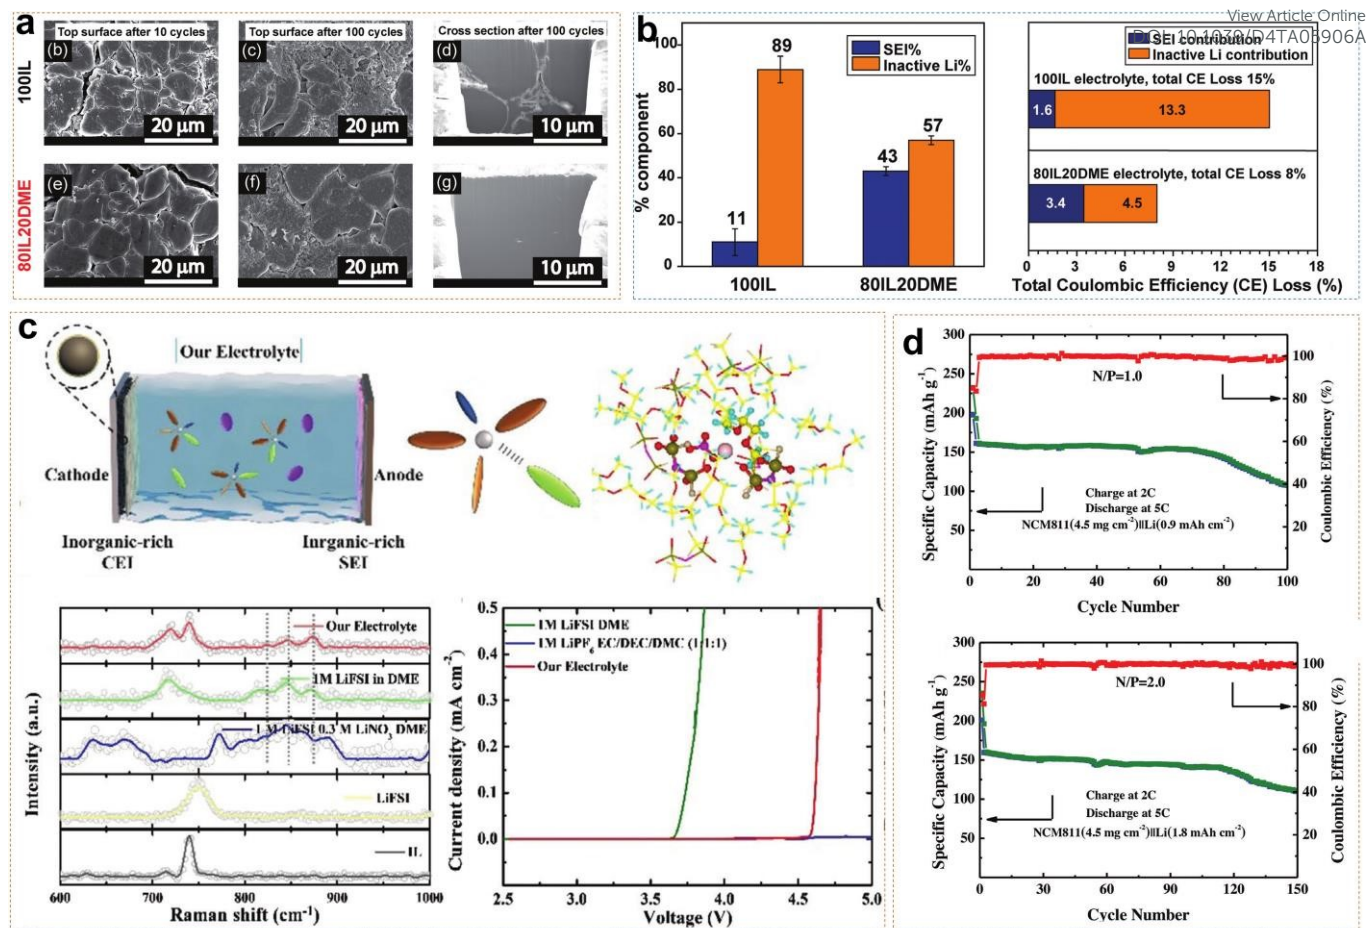 View Article Online
DOI: 10.1039/D4TA05906A
a
Top surface after 10 cycles
Top surface after 100 cycles
Cross section after 100 cycles
100IL
(b)
20 µm
(c)
20 µm
(d)
10 µm
80IL20DME
(e)
20 µm
(f)
20 µm
(g)
10 µm
b
% component
100
80
60
40
20
0
SEI%
Inactive Li%
11
89
43
57
100IL
80IL20DME
SEI contribution
Inactive Li contribution
100IL electrolyte, total CE Loss 15%
1.6
13.3
80IL20DME electrolyte, total CE Loss 8%
3.4
4.5
0 3 6 9 12 15 18
Total Coulombic Efficiency (CE) Loss (%)
c
Our Electrolyte
Cathode
Anode
Inorganic-rich
CEI
Inrganic-rich
SEI
Intensity (a.u.)
Our Electrolyte
1M LiFSI in DME
1 M LiFSI 0.3 M LiNO3 DME
LiFSI
IL
600 700 800 900 1000
Raman shift (cm-1)
Current density (mA cm-2)
0.5
0.4
0.3
0.2
0.1
0.0
1M LiFSI DME
1M LiPF6 EC/DEC/DMC (1:1:1)
Our Electrolyte
2.5 3.0 3.5 4.0 4.5 5.0
Voltage (V)
d
Specific Capacity (mAh g-1)
300
250
200
150
100
50
N/P=1.0
Charge at 2C
Discharge at 5C
NCM811(4.5 mg cm-2)||Li(0.9 mAh cm-2)
100
80
60
40
20
Coulombic Efficiency (%)
0 20 40 60 80 100
Cycle Number
Specific Capacity (mAh g-1)
300
250
200
150
100
50
N/P=2.0
Charge at 2C
Discharge at 5C
NCM811(4.5 mg cm-2)||Li(1.8 mAh cm-2)
100
80
60
40
20
Coulombic Efficiency (%)
0 30 60 90 120 150
Cycle Number